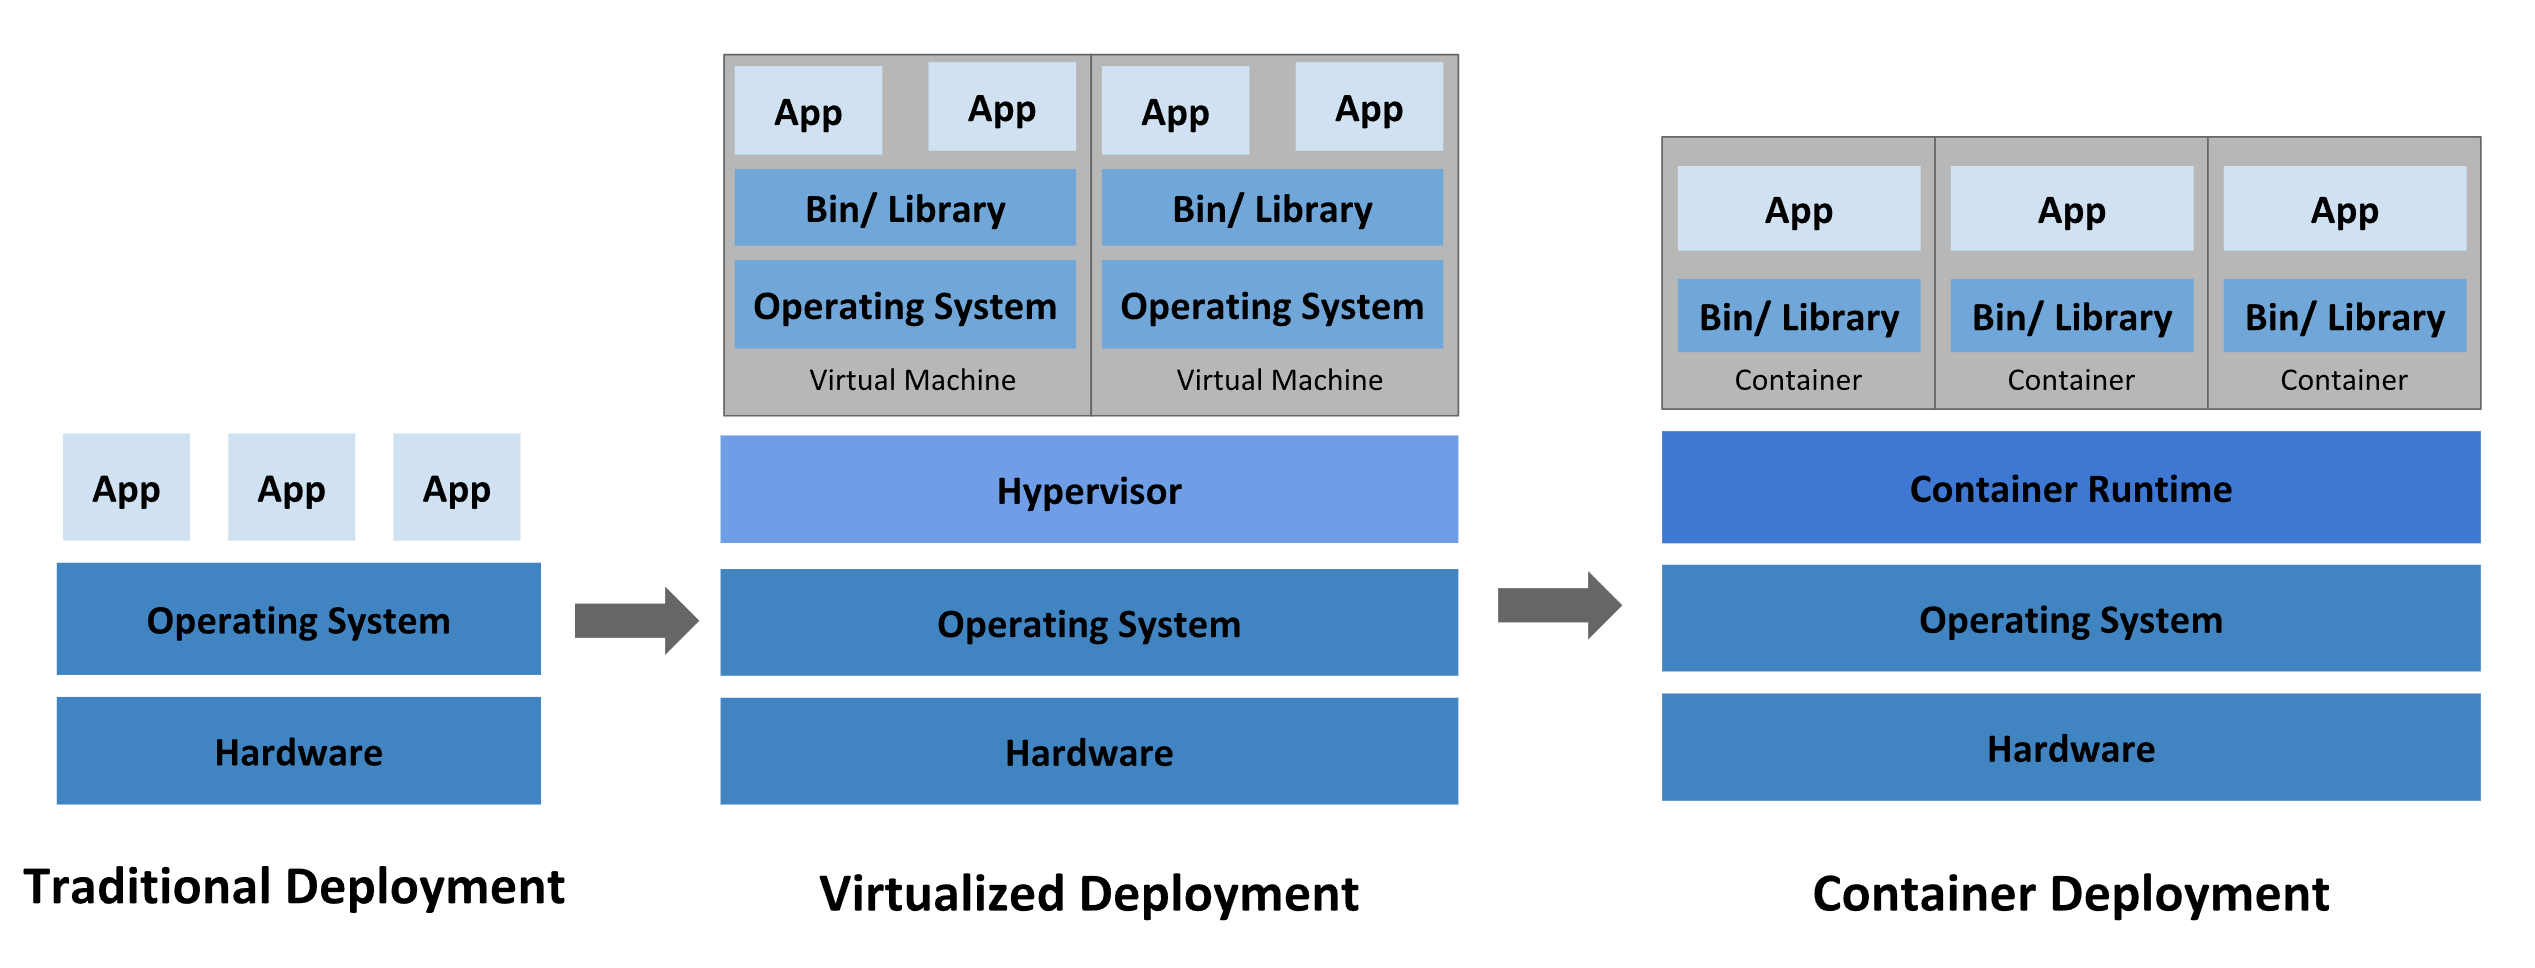 App
App
App
Operating System
Hardware
Traditional Deployment
App
App
App
App
Bin/ Library
Bin/ Library
Operating System
Operating System
Virtual Machine
Virtual Machine
Hypervisor
Operating System
Hardware
Virtualized Deployment
App
App
App
Bin/ Library
Bin/ Library
Bin/ Library
Container
Container
Container
Container Runtime
Operating System
Hardware
Container Deployment